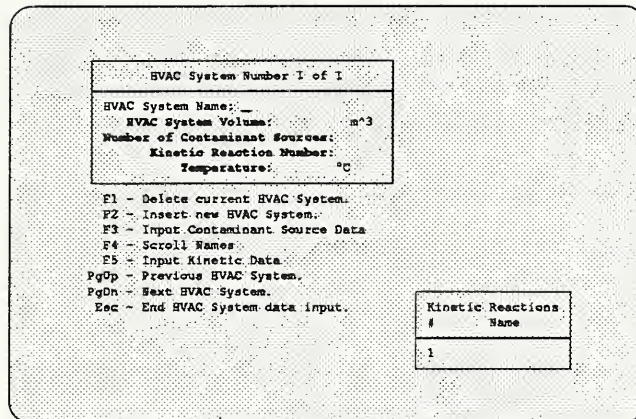 HVAC System Number 1 of 1
HVAC System Name: _
HVAC System Volume: m^3
Number of Contaminant Sources:
Kinetic Reaction Number:
Temperature: °C
F1 - Delete current HVAC System.
F2 - Insert new HVAC System.
F3 - Input Contaminant Source Data
F4 - Scroll Names
F5 - Input Kinetic Data
PgUp - Previous HVAC System.
PgDn - Next HVAC System.
Esc - End HVAC System data input.
Kinetic Reactions
# Name
1